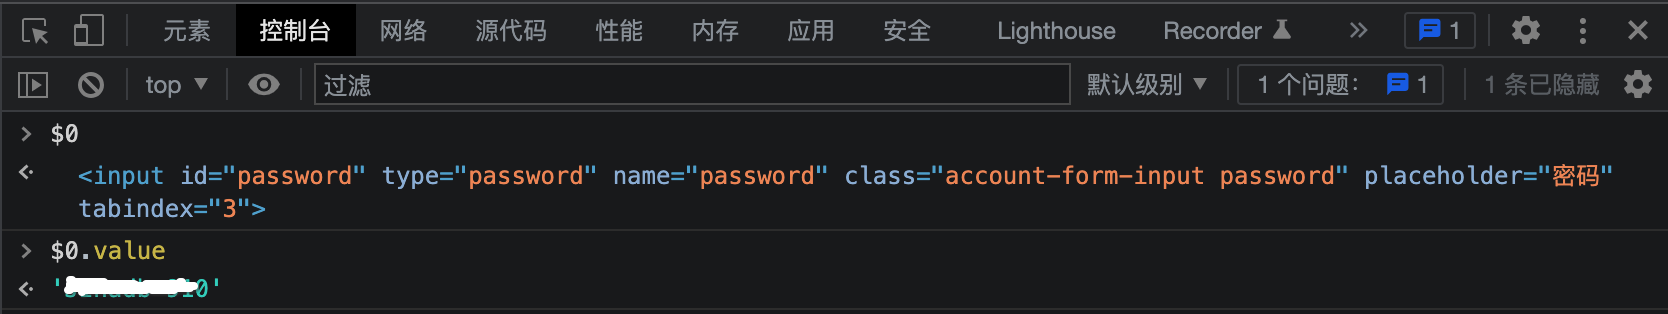 元素 控制台 网络 源代码 性能 内存 应用 安全 Lighthouse Recorder 1
top 过滤 默认级别 1 个问题： 1 1 条已隐藏
> $0
<input id="password" type="password" name="password" class="account-form-input password" placeholder="密码"
tabindex="3">
> $0.value